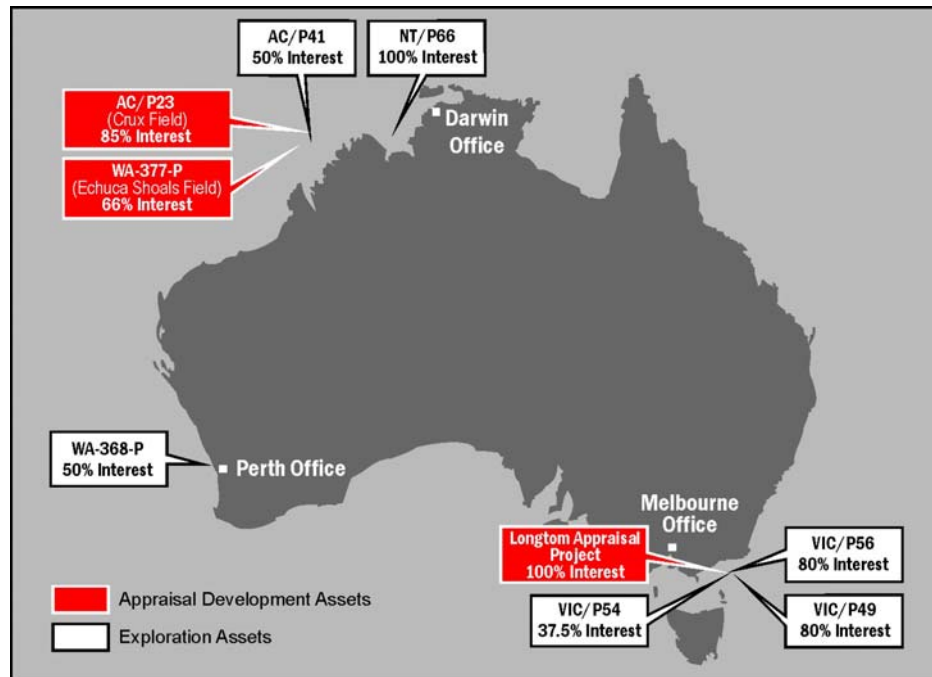 AC/P41
50% Interest
NT/P66
100% Interest
AC/P23
(Crux Field)
85% Interest
Darwin
Office
WA-377-P
(Echuca Shoals Field)
66% Interest
WA-368-P
50% Interest
Perth Office
Melbourne
Office
Longtom Appraisal
Project
100% Interest
VIC/P56
80% Interest
VIC/P54
37.5% Interest
VIC/P49
80% Interest
Appraisal Development Assets
Exploration Assets